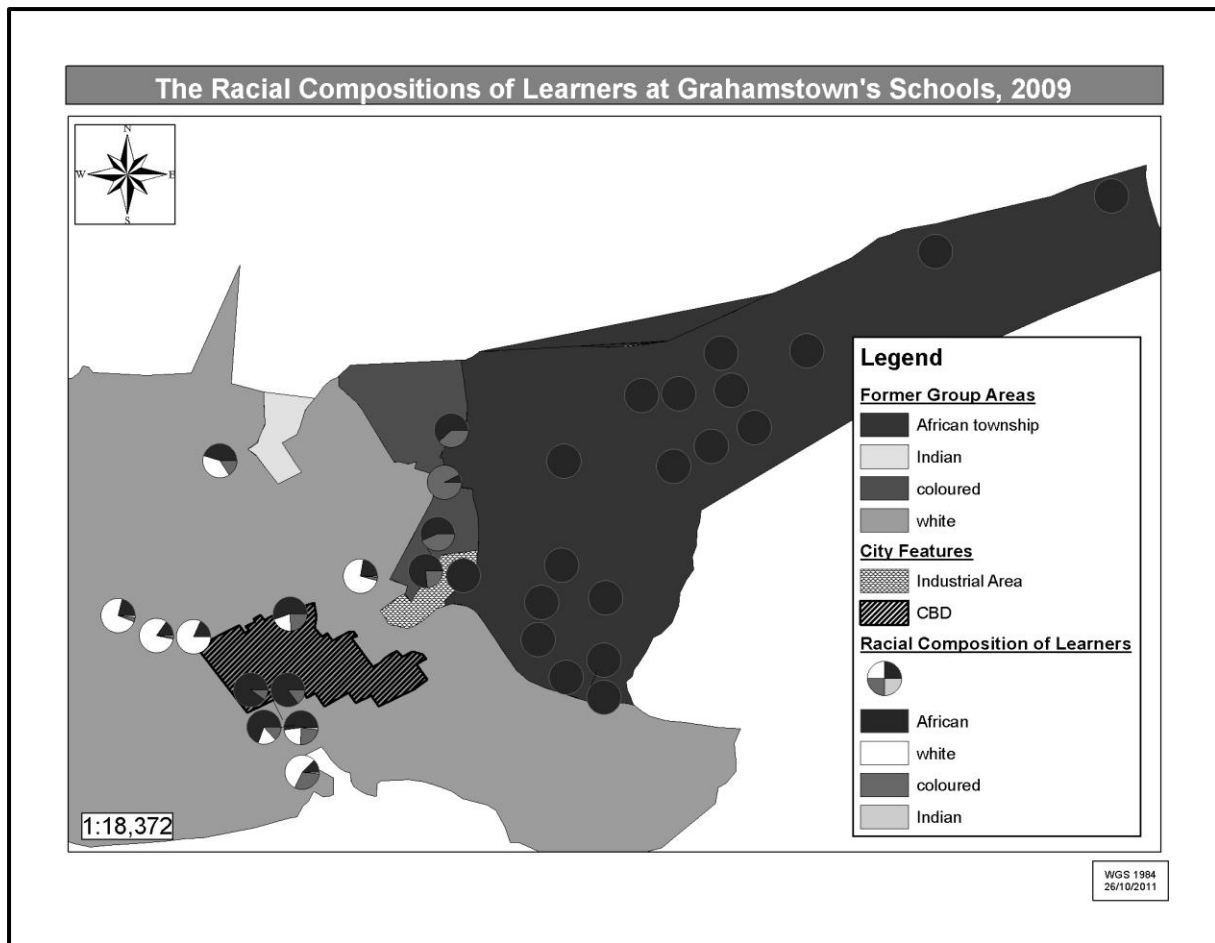 The Racial Compositions of Learners at Grahamstown's Schools, 2009
N
W E
S
Legend
Former Group Areas
African township
Indian
coloured
white
City Features
Industrial Area
CBD
Racial Composition of Learners
African
white
coloured
Indian
1:18,372
WGS 1984
26/10/2011